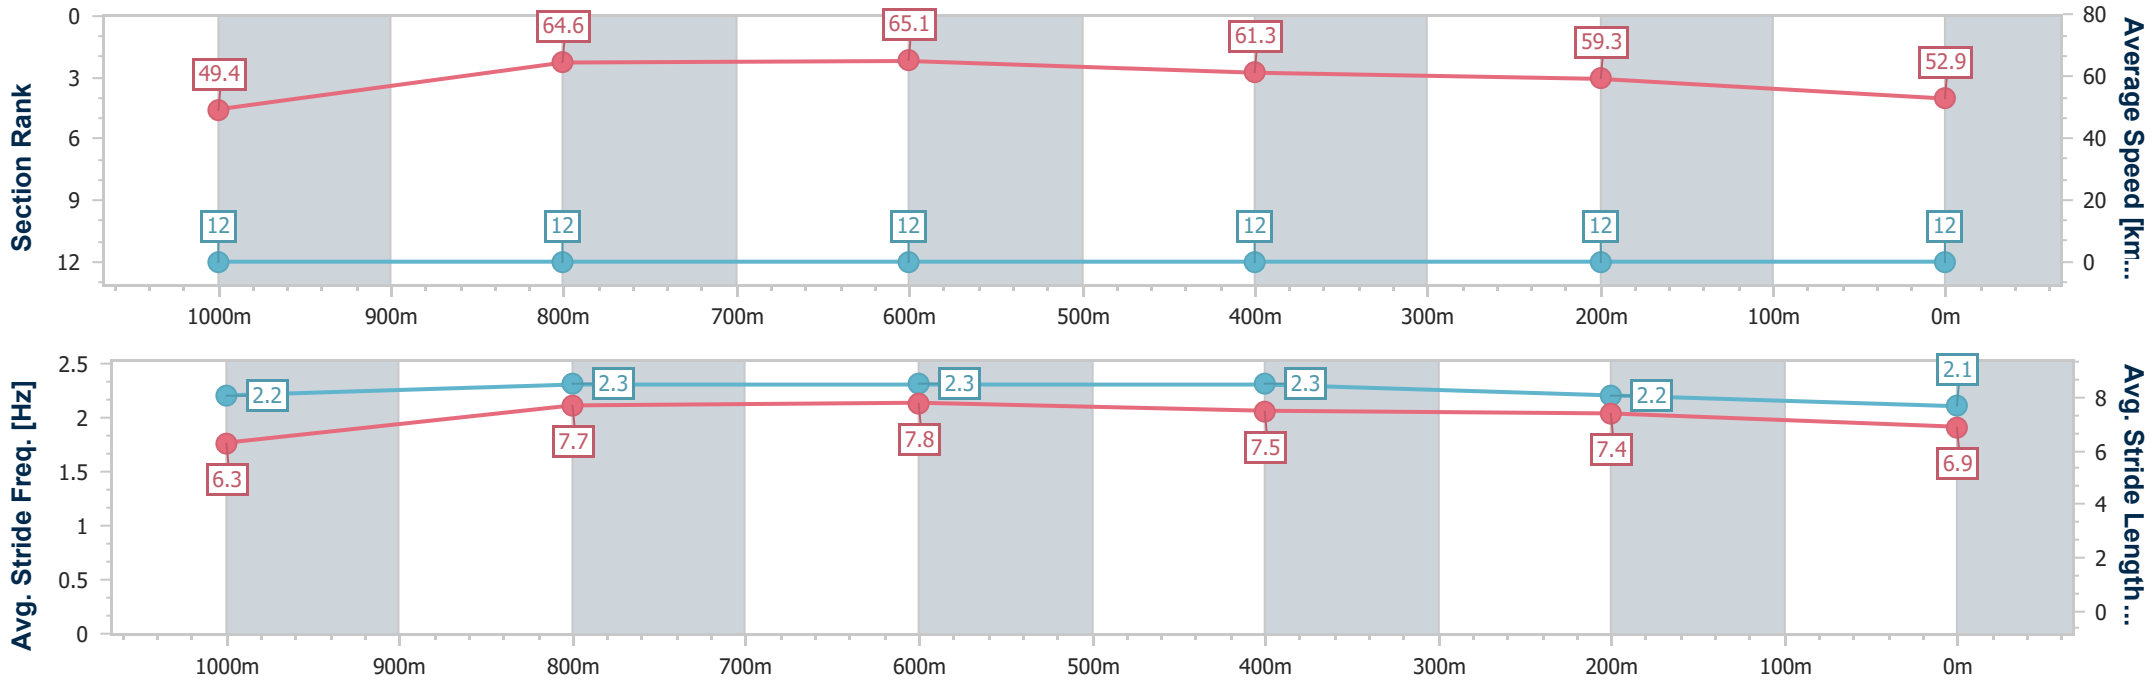 Section Rank
0
3
6
9
12
49.4
64.6
65.1
61.3
59.3
52.9
12
12
12
12
12
12
80
60
40
20
0
Average Speed [km...
1000m
900m
800m
700m
600m
500m
400m
300m
200m
100m
0m
Avg. Stride Freq. [Hz]
2.5
2
1.5
1
0.5
0
2.2
2.3
2.3
2.3
2.2
2.1
6.3
7.7
7.8
7.5
7.4
6.9
8
6
4
2
0
Avg. Stride Length...
1000m
900m
800m
700m
600m
500m
400m
300m
200m
100m
0m